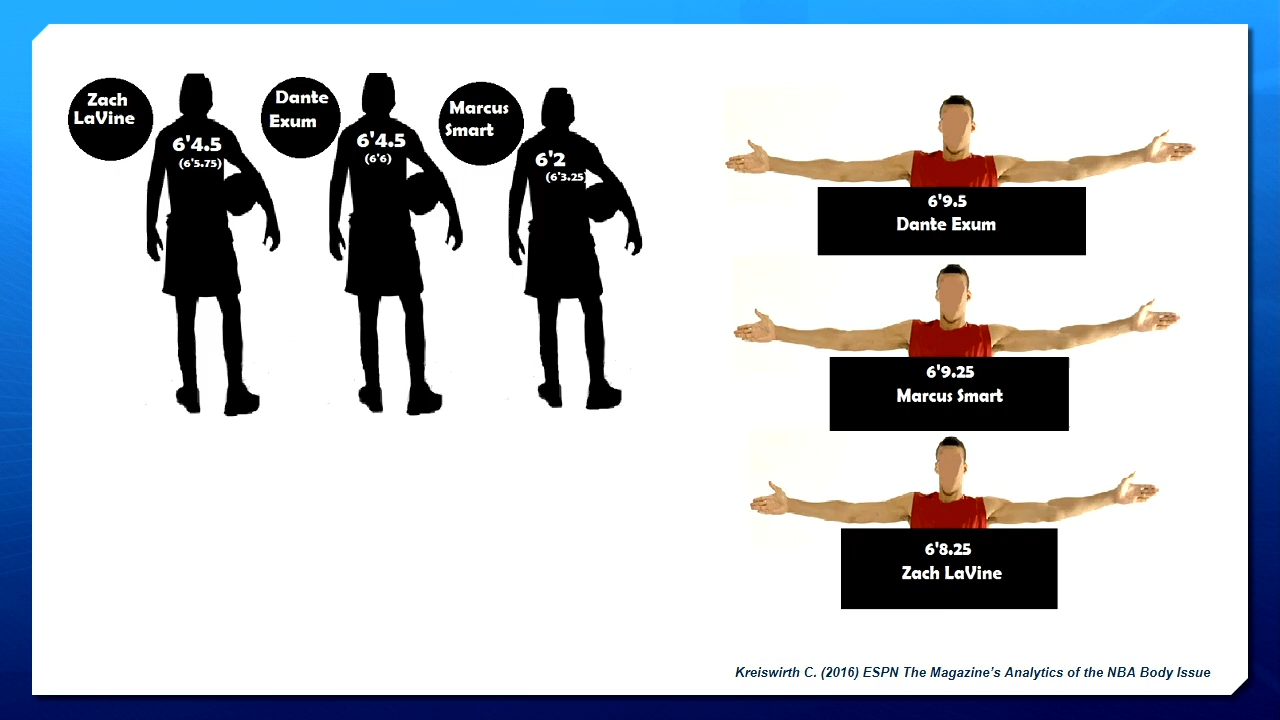 Zach
LaVine
6'4.5
(6'5.75)
Dante
Exum
6'4.5
(6'6)
Marcus
Smart
6'2
(6'3.25)
6'9.5
Dante Exum
6'9.25
Marcus Smart
6'8.25
Zach LaVine
Kreiswirth C. (2016) ESPN The Magazine's Analytics of the NBA Body Issue